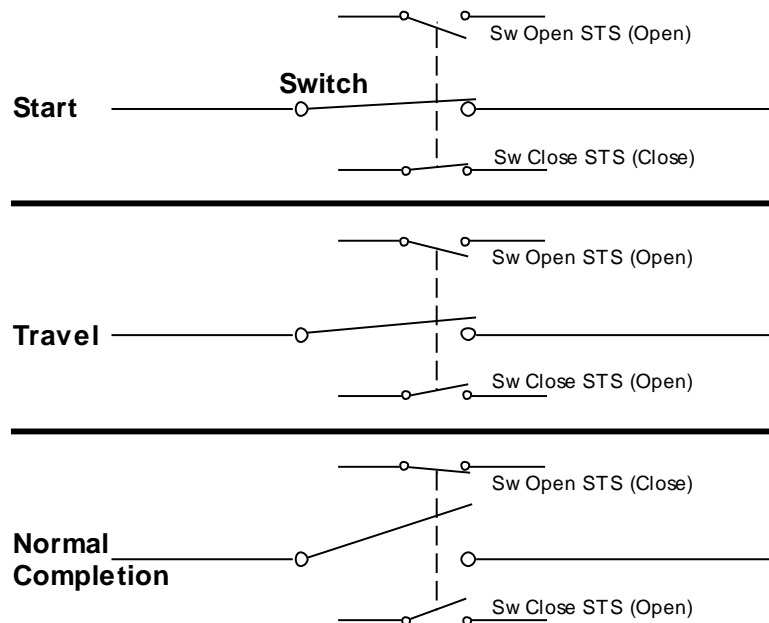 Sw Open STS (Open)
Switch
Start
Sw Close STS (Close)
Sw Open STS (Open)
Travel
Sw Close STS (Open)
Sw Open STS (Close)
Normal
Completion
Sw Close STS (Open)